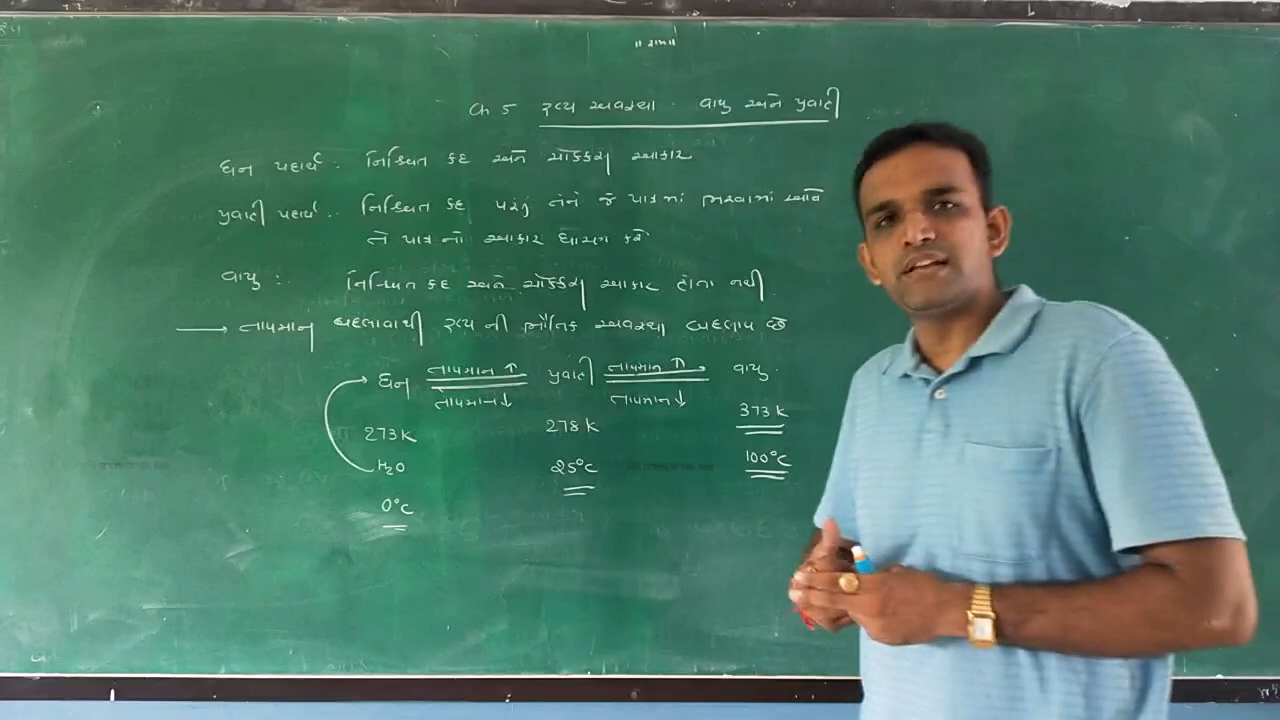 ॥ રામ ॥
Ch 5 દ્રવ્ય અવસ્થા . વાયુ અને પ્રવાહી
ઘન પદાર્થ . નિશ્ચિત કદ અને ચોક્કસ આકાર
પ્રવાહી પદાર્થ . નિશ્ચિત કદ પરંતુ તેને જે પાત્રમાં ભરવામાં આવે
તે પાત્રનો આકાર ધારણ કરે
વાયુ : નિશ્ચિત કદ અને ચોક્કસ આકાર હોતા નથી.
→ તાપમાન બદલાવાથી દ્રવ્ય ની ભૌતિક અવસ્થા બદલાય છે
ઘન તાપમાન ↑ પ્રવાહી તાપમાન ↑ વાયુ .
તાપમાન ↓ તાપમાન ↓
273 K 278 K 373 K
H2O 25°C 100°C
0°C